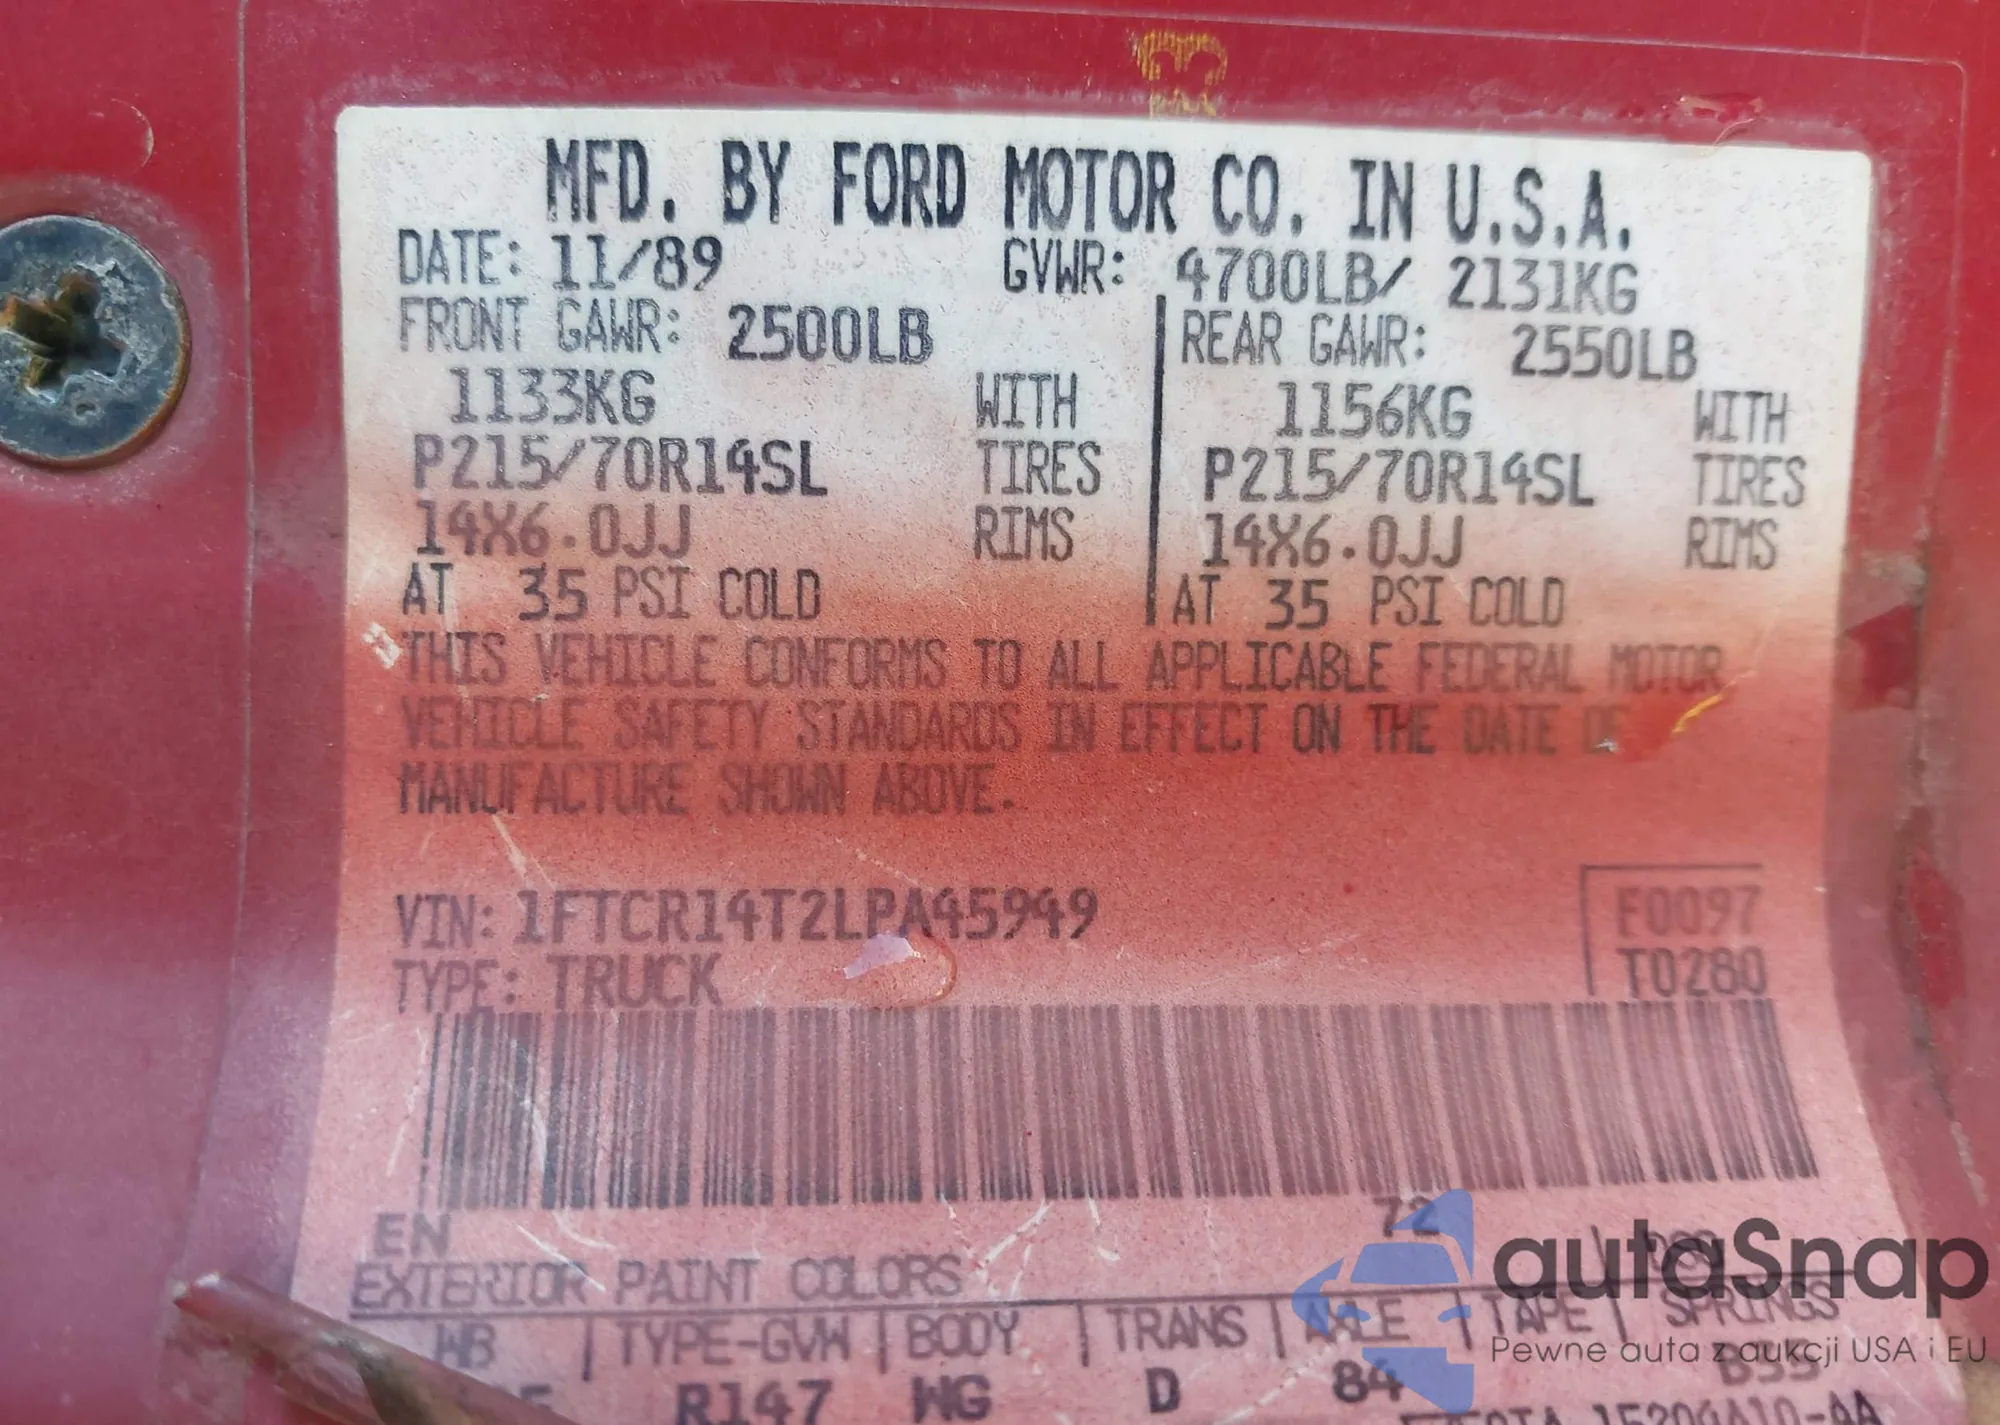 MFD. BY FORD MOTOR CO. IN U.S.A.
DATE: 11/89 GVWR: 4700LB/ 2131KG
FRONT GAWR: 2500LB REAR GAWR: 2550LB
1133KG WITH 1156KG WITH
P215/70R14SL TIRES P215/70R14SL TIRES
14X6.0JJ RIMS 14X6.0JJ RIMS
AT 35 PSI COLD AT 35 PSI COLD
THIS VEHICLE CONFORMS TO ALL APPLICABLE FEDERAL MOTOR
VEHICLE SAFETY STANDARDS IN EFFECT ON THE DATE OF
MANUFACTURE SHOWN ABOVE.
VIN: 1FTCR14T2LPA45949 F0097
TYPE: TRUCK T0280
EN 72
EXTERIOR PAINT COLORS DSO
WB TYPE-GVW BODY TRANS AXLE TAPE SPRINGS
R147 WG D 84
autaSnap
Pewne auta z aukcji USA i EU